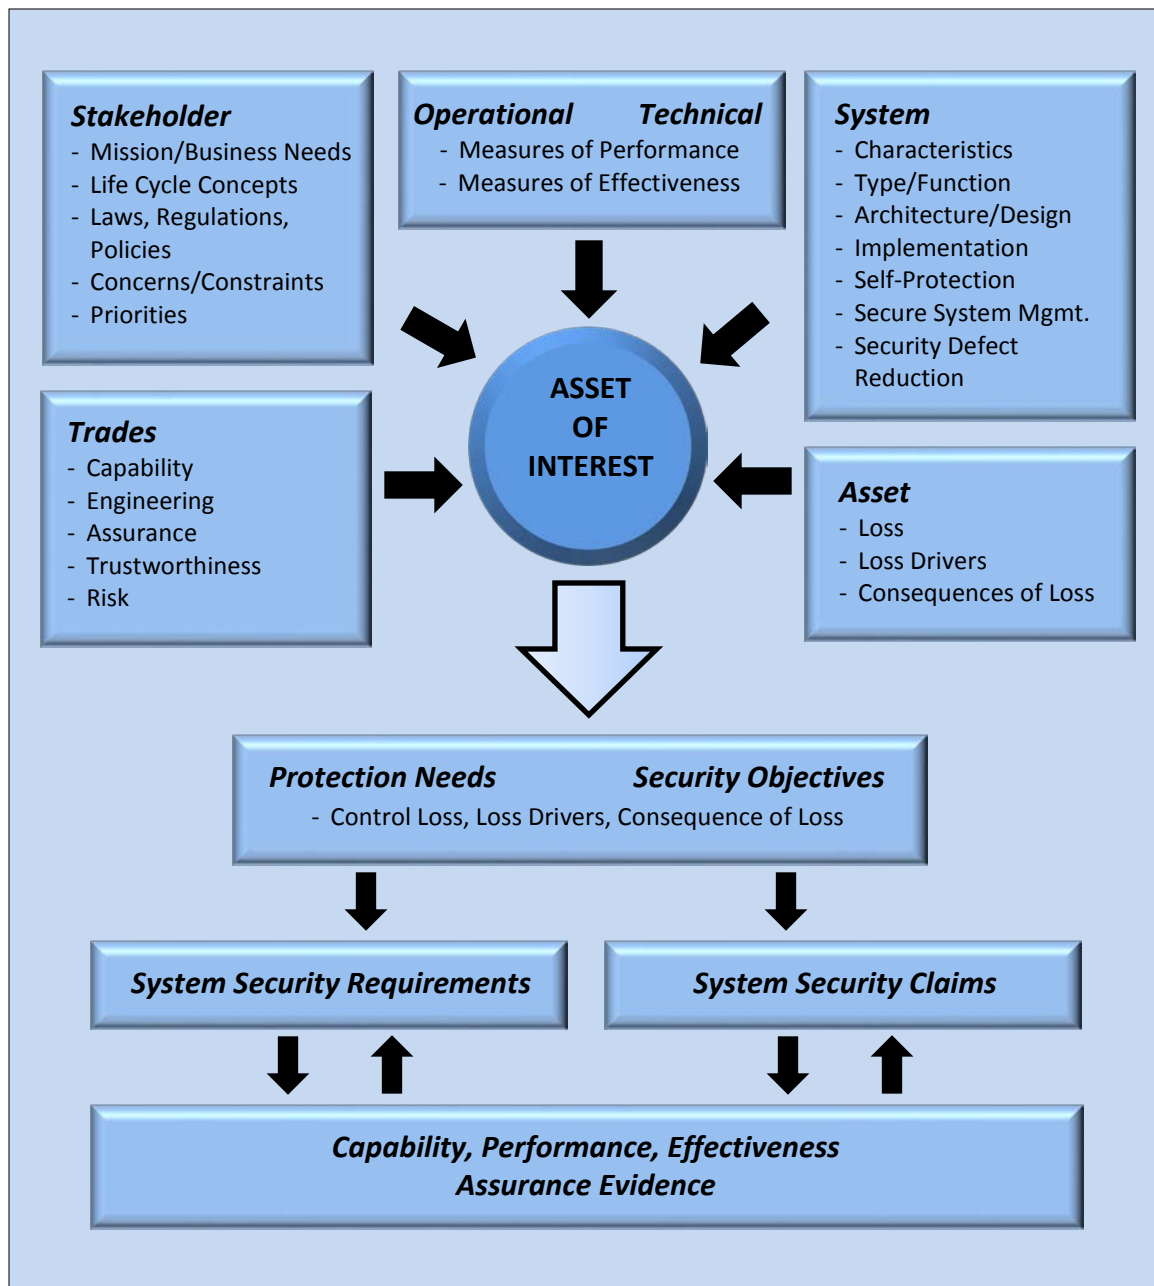 Stakeholder
- Mission/Business Needs
- Life Cycle Concepts
- Laws, Regulations,
Policies
- Concerns/Constraints
- Priorities
Operational Technical
- Measures of Performance
- Measures of Effectiveness
System
- Characteristics
- Type/Function
- Architecture/Design
- Implementation
- Self-Protection
- Secure System Mgmt.
- Security Defect
Reduction
Trades
- Capability
- Engineering
- Assurance
- Trustworthiness
- Risk
ASSET
OF
INTEREST
Asset
- Loss
- Loss Drivers
- Consequences of Loss
Protection Needs Security Objectives
- Control Loss, Loss Drivers, Consequence of Loss
System Security Requirements
System Security Claims
Capability, Performance, Effectiveness
Assurance Evidence